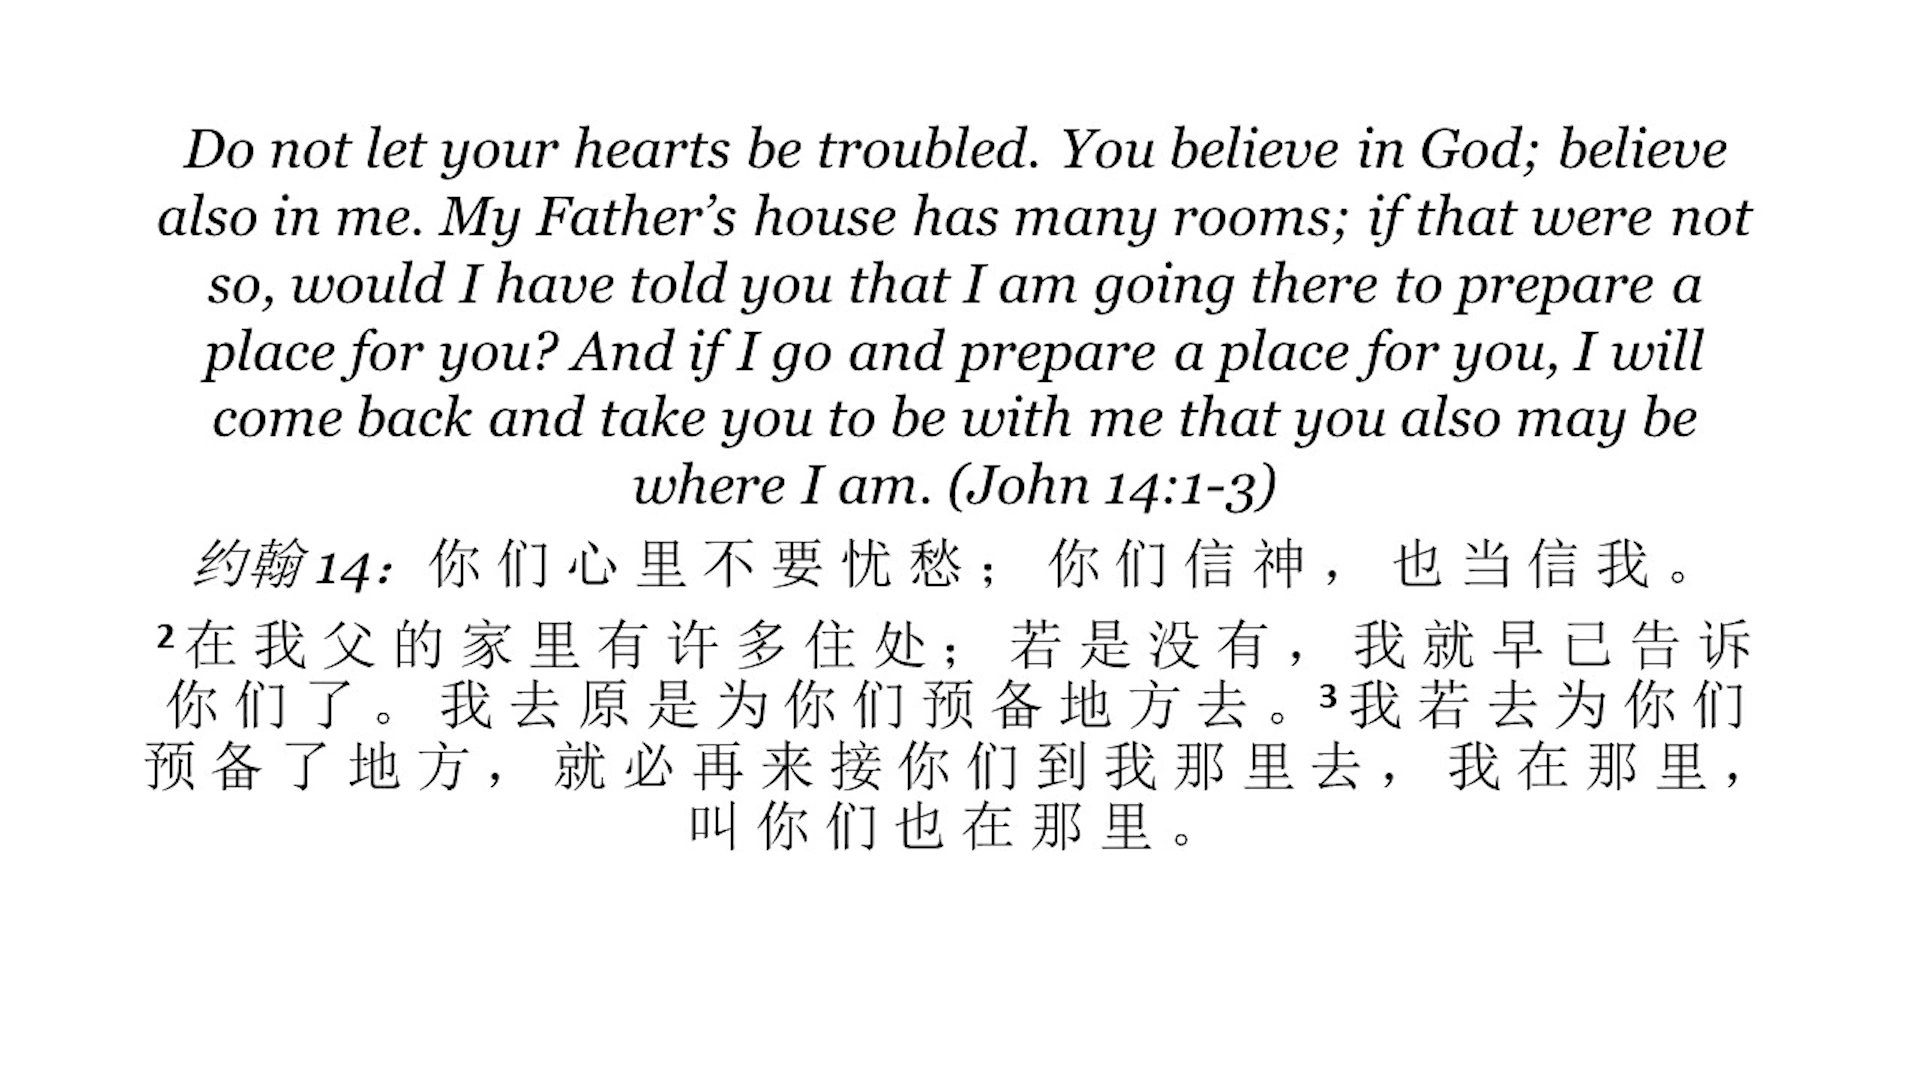 Do not let your hearts be troubled. You believe in God; believe
also in me. My Father’s house has many rooms; if that were not
so, would I have told you that I am going there to prepare a
place for you? And if I go and prepare a place for you, I will
come back and take you to be with me that you also may be
where I am. (John 14:1-3)
约翰14：你们心里不要忧愁；你们信神，也当信我。
²在我父的家里有许多住处；若是没有，我就早已告诉
你们了。我去原是为你们预备地方去。³我若去为你们
预备了地方，就必再来接你们到我那里去，我在那里，
叫你们也在那里。